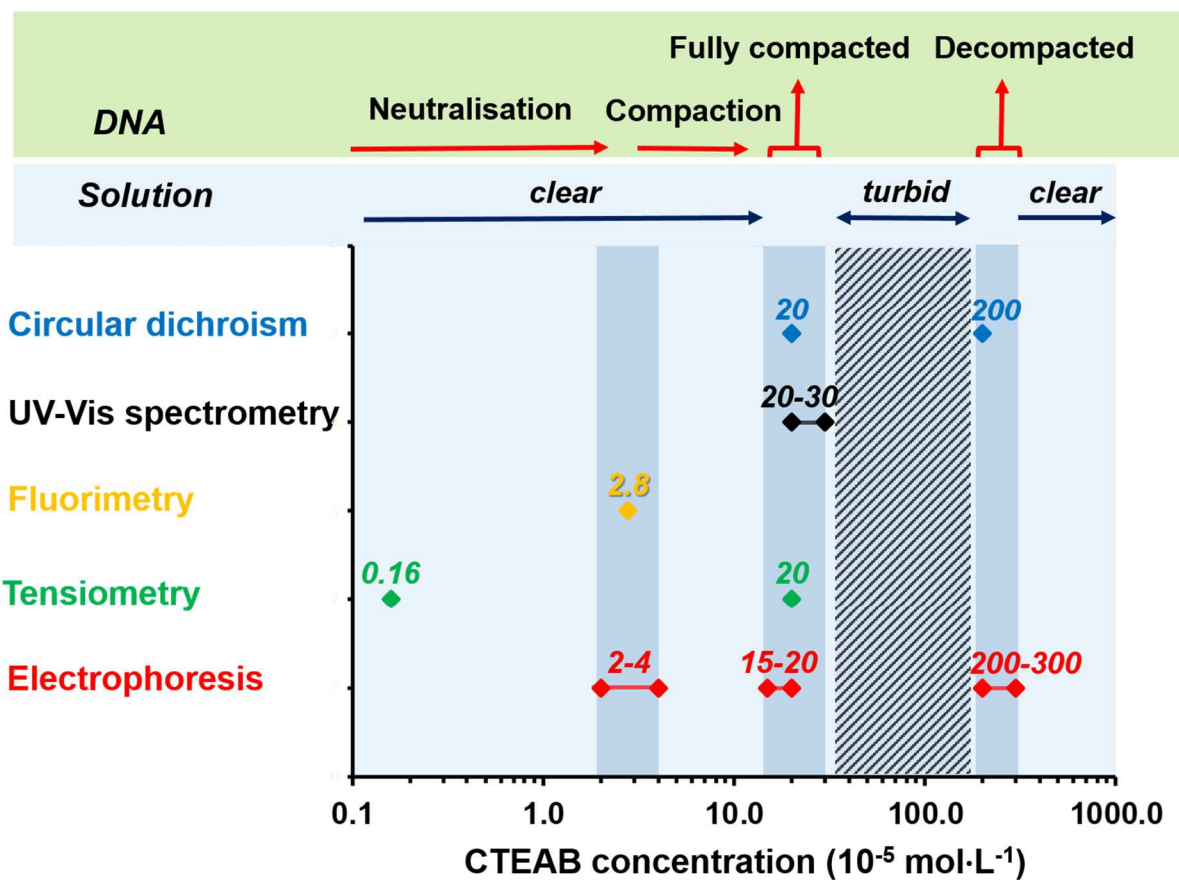 Fully compacted Decompacted
DNA Neutralisation Compaction
Solution clear turbid clear
Circular dichroism 20 200
UV-Vis spectrometry 20-30
Fluorimetry 2.8
Tensiometry 0.16 20
Electrophoresis 2-4 15-20 200-300
0.1 1.0 10.0 100.0 1000.0
CTEAB concentration (10⁻⁵ mol·L⁻¹)